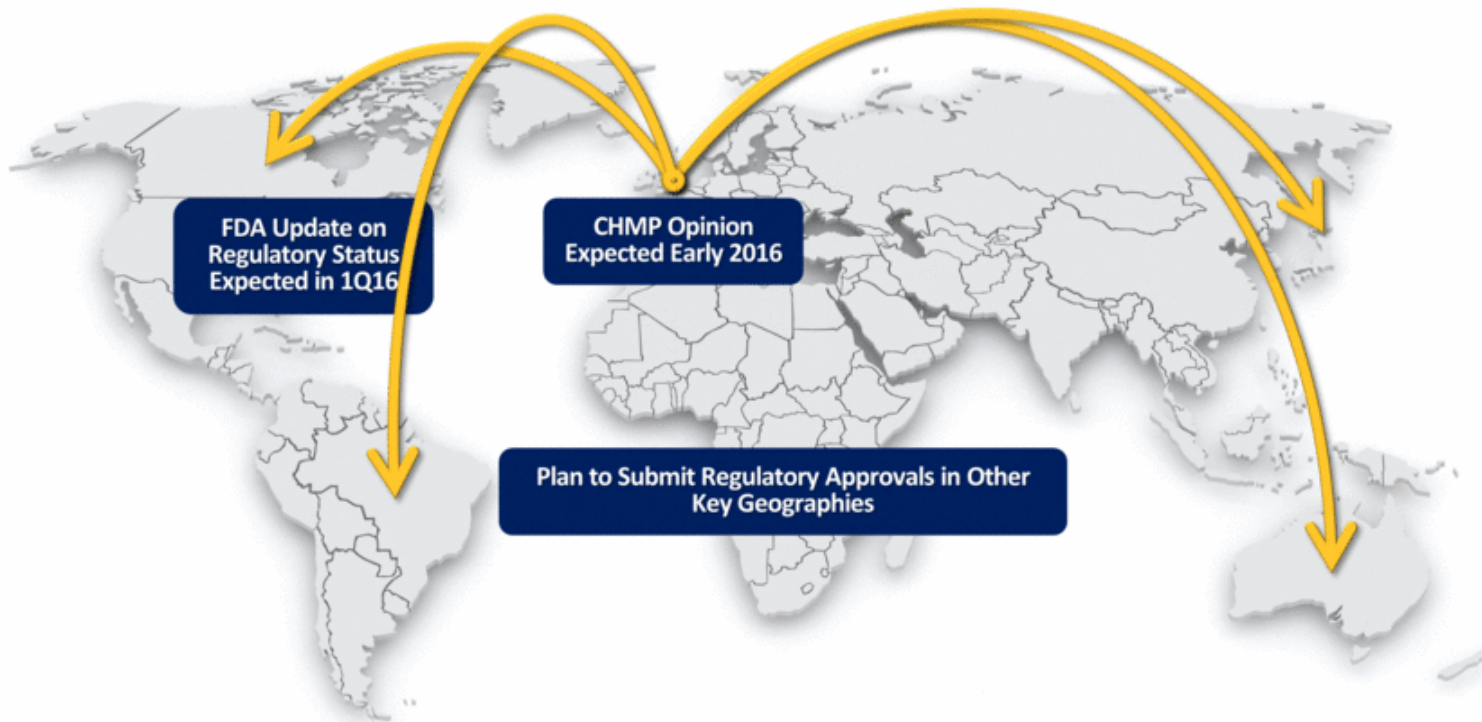 FDA Update on
Regulatory Status
Expected in 1Q16
CHMP Opinion
Expected Early 2016
Plan to Submit Regulatory Approvals in Other
Key Geographies